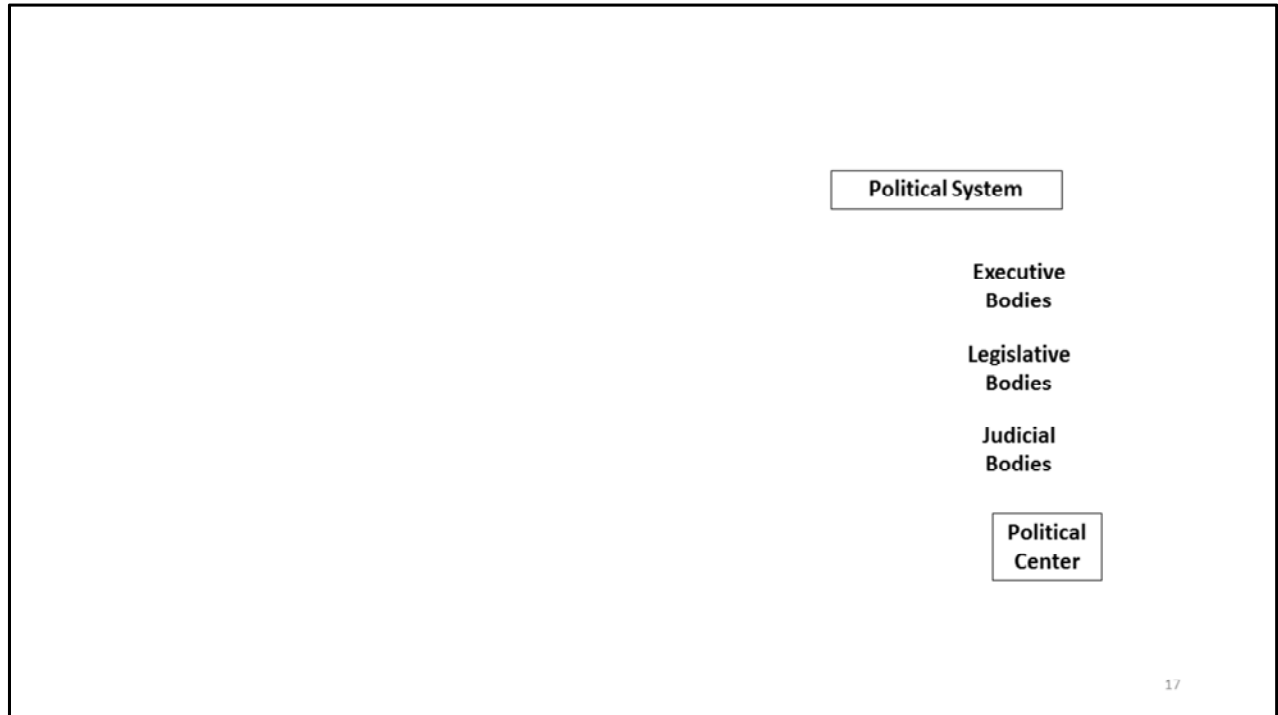 Political System
Executive
Bodies
Legislative
Bodies
Judicial
Bodies
Political
Center
17